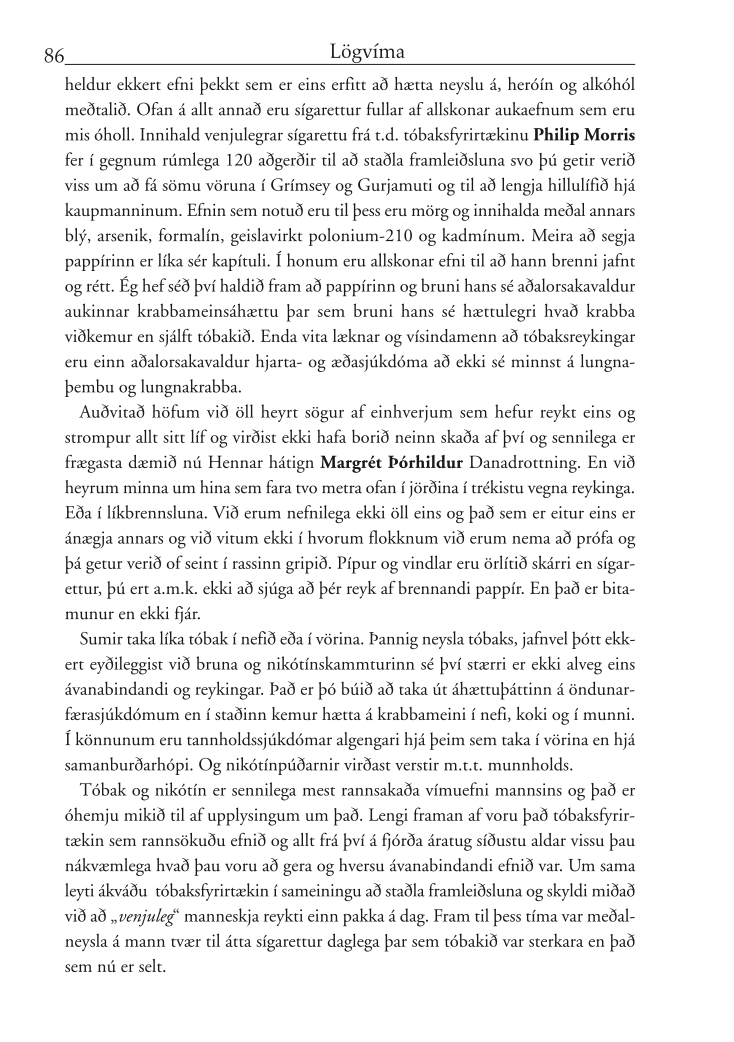 86
Lögvíma
heldur ekkert efni þekkt sem er eins erfitt að hætta neyslu á, heróín og alkóhól
meðtalið. Ofan á allt annað eru sígarettur fullar af allskonar aukaefnum sem eru
mis óholl. Innihald venjulegrar sígarettu frá t.d. tóbaksfyrirtækinu Philip Morris
fer í gegnum rúmlega 120 aðgerðir til að staðla framleiðsluna svo þú getir verið
viss um að fá sömu vöruna í Grímsey og Gurjamuti og til að lengja hillulífið hjá
kaupmanninum. Efnin sem notuð eru til þess eru mörg og innihalda meðal annars
blý, arsenik, formalín, geislavirkt polonium-210 og kadmínum. Meira að segja
pappírinn er líka sér kapítuli. Í honum eru allskonar efni til að hann brenni jafnt
og rétt. Ég hef séð því haldið fram að pappírinn og bruni hans sé aðalorsakavaldur
aukinnar krabbameinsáhættu þar sem bruni hans sé hættulegri hvað krabba
viðkemur en sjálft tóbakið. Enda vita læknar og vísindamenn að tóbaksreykingar
eru einn aðalorsakavaldur hjarta- og æðasjúkdóma að ekki sé minnst á lungna-
þembu og lungnakrabba.
Auðvitað höfum við öll heyrt sögur af einhverjum sem hefur reykt eins og
strompur allt sitt líf og virðist ekki hafa borið neinn skaða af því og sennilega er
frægasta dæmið nú Hennar hátign Margrét Þórhildur Danadrottning. En við
heyrum minna um hina sem fara tvo metra ofan í jörðina í trékistu vegna reykinga.
Eða í líkbrennsluna. Við erum nefnilega ekki öll eins og það sem er eitur eins er
ánægja annars og við vitum ekki í hvorum flokknum við erum nema að prófa og
þá getur verið of seint í rassinn gripið. Pípur og vindlar eru örlítið skárri en sígar-
ettur, þú ert a.m.k. ekki að sjúga að þér reyk af brennandi pappír. En það er bita-
munur en ekki fjár.
Sumir taka líka tóbak í nefið eða í vörina. Þannig neysla tóbaks, jafnvel þótt ekk-
ert eyðileggist við bruna og nikótínskammturinn sé því stærri er ekki alveg eins
ávanabindandi og reykingar. Það er þó búið að taka út áhættuþáttinn á öndunar-
færasjúkdómum en í staðinn kemur hætta á krabbameini í nefi, koki og í munni.
Í könnunum eru tannholdssjúkdómar algengari hjá þeim sem taka í vörina en hjá
samanburðarhópi. Og nikótínpúðarnir virðast verstir m.t.t. munnholds.
Tóbak og nikótín er sennilega mest rannsakaða vímuefni mannsins og það er
óhemju mikið til af upplysingum um það. Lengi framan af voru það tóbaksfyrir-
tækin sem rannsökuðu efnið og allt frá því á fjórða áratug síðustu aldar vissu þau
nákvæmlega hvað þau voru að gera og hversu ávanabindandi efnið var. Um sama
leyti ákváðu tóbaksfyrirtækin í sameiningu að staðla framleiðsluna og skyldi miðað
við að „venjuleg“ manneskja reykti einn pakka á dag. Fram til þess tíma var meðal-
neysla á mann tvær til átta sígarettur daglega þar sem tóbakið var sterkara en það
sem nú er selt.